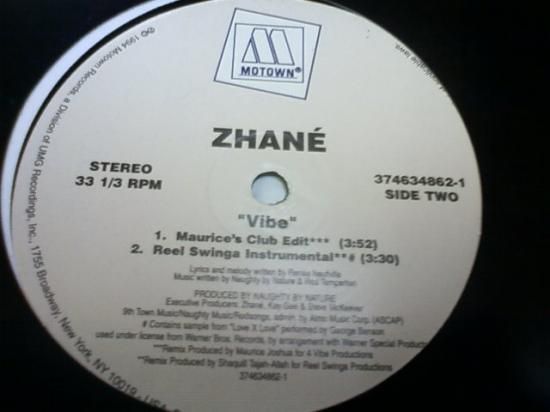 M
MOTOWN®
ZHANÉ
STEREO
33 1/3 RPM
374634862-1
SIDE TWO
"Vibe"
1. Maurice's Club Edit*** (3:52)
2. Reel Swinga Instrumental**# (3:30)
Lyrics and melody written by Renee Neufville
Music written by Naughty by Nature & Rod Temperton
PRODUCED BY NAUGHTY BY NATURE
Executive Producers: Zhané, Kay Gee & Steve McKeever
9th Town Music/Naughty Music/Rodsongs, admin. by Almo Music Corp. (ASCAP)
# Contains sample from "Love X Love" performed by George Benson
used under license from Warner Bros. Records, by arrangement with Warner Special Productions
***Remix Produced by Maurice Joshua for 4 Vibe Productions
**Remix Produced by Shaquill Tajah-Allah for Reel Swinga Productions
374634862-1
1994 Motown Records, a Division of UMG Recordings, Inc., 1755 Broadway, New York, NY 10019 - USA
applicable laws